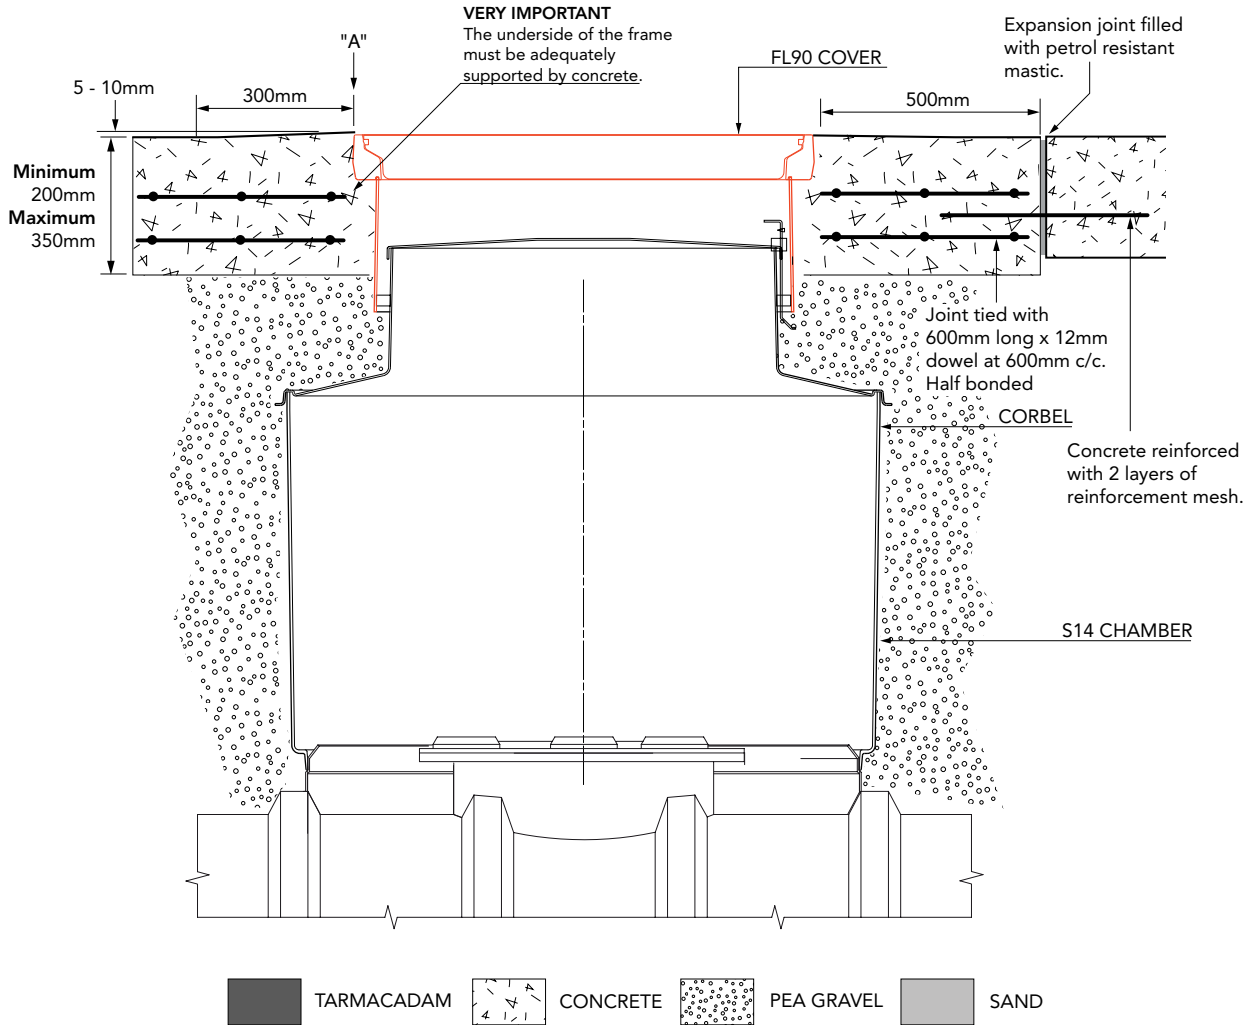 VERY IMPORTANT
The underside of the frame
must be adequately
supported by concrete.
"A"
Expansion joint filled
with petrol resistant
mastic.
FL90 COVER
5 - 10mm
300mm
500mm
Minimum
200mm
Maximum
350mm
Joint tied with
600mm long x 12mm
dowel at 600mm c/c.
Half bonded
CORBEL
Concrete reinforced
with 2 layers of
reinforcement mesh.
S14 CHAMBER
TARMACADAM
CONCRETE
PEA GRAVEL
SAND